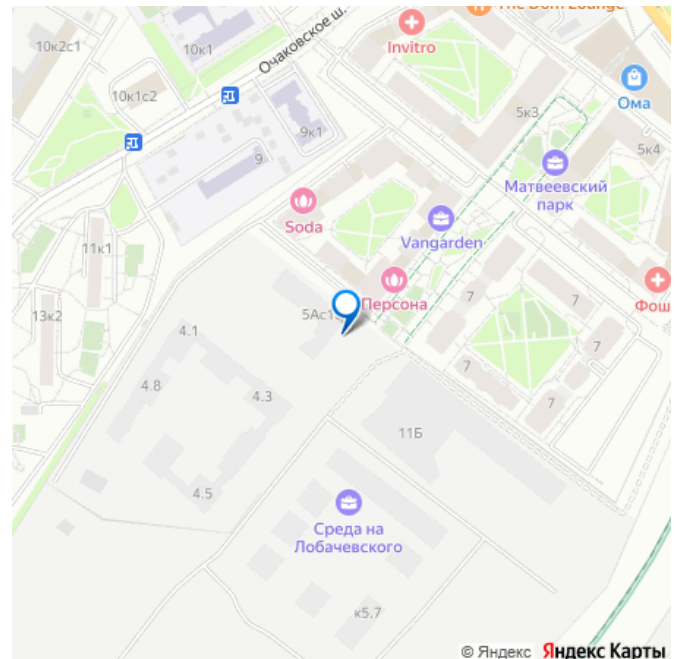 The Dom Lounge
10к2с1
10к1
Очаковское ш.
Invitro
10к1с2
Ома
5к3
9к1
5к4
9
Матвеевский
парк
Soda
Vangarden
11к1
Персона
7
Фош
13к2
5Ас1
7
4.1
7
7
4.8
4.3
7
11Б
4.5
Среда на
Лобачевского
к5.7
© Яндекс Яндекс Карты